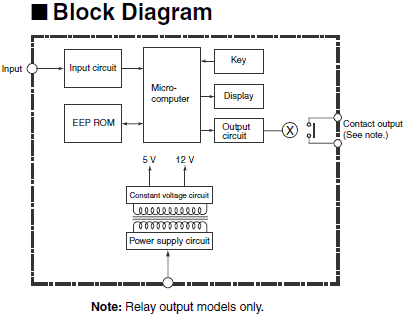 ■ Block Diagram
Input
Input circuit
Micro-
computer
Key
Display
EEP ROM
Output
circuit
X
Contact output
(See note.)
5 V
12 V
Constant voltage circuit
Power supply circuit
Note: Relay output models only.